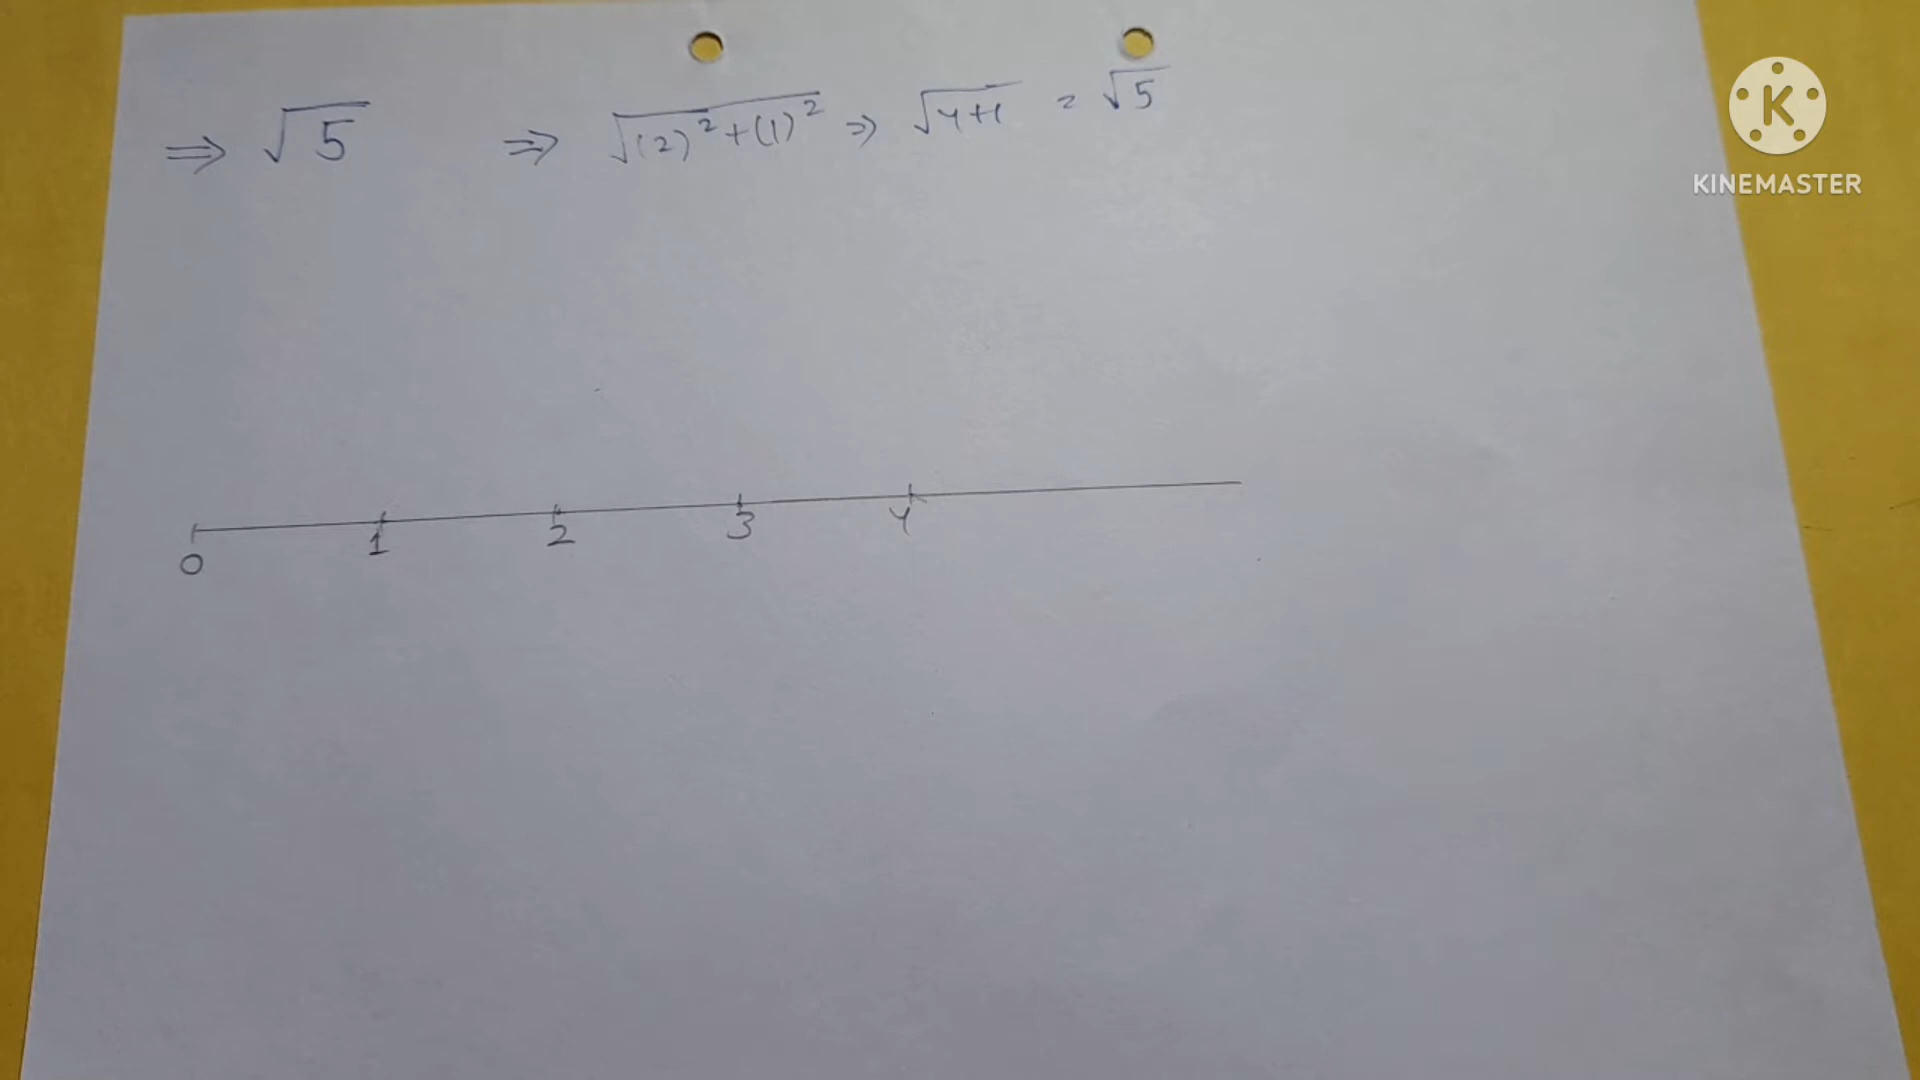 ⇒ √5 ⇒ √(2)²+(1)² ⇒ √4+1 = √5
K
KINEMASTER
0 1 2 3 4